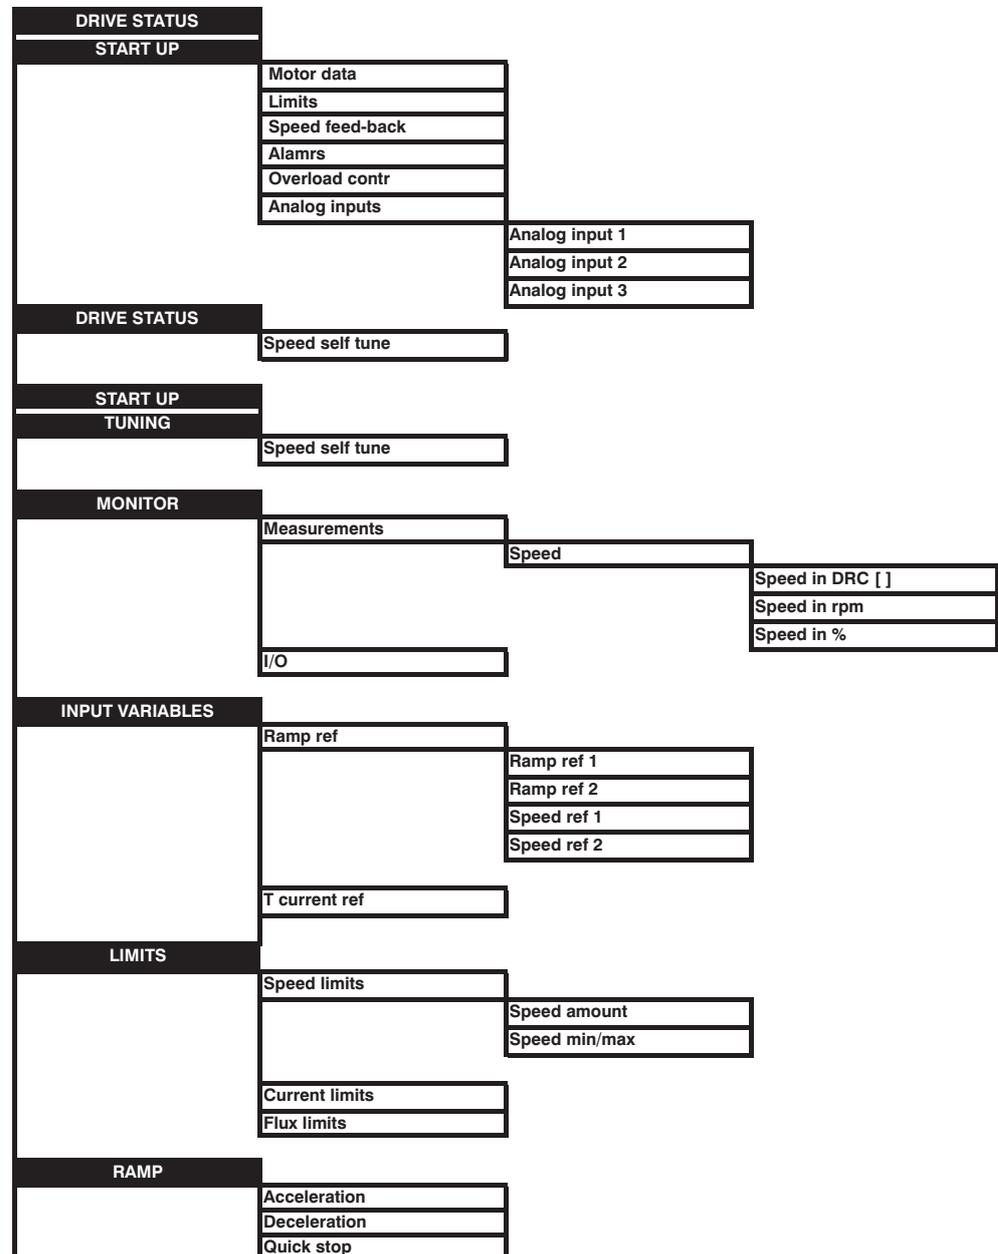 DRIVE STATUS
START UP
Motor data
Limits
Speed feed-back
Alamrs
Overload contr
Analog inputs
Analog input 1
Analog input 2
Analog input 3
DRIVE STATUS
Speed self tune
START UP
TUNING
Speed self tune
MONITOR
Measurements
Speed
Speed in DRC [ ]
Speed in rpm
Speed in %
I/O
INPUT VARIABLES
Ramp ref
Ramp ref 1
Ramp ref 2
Speed ref 1
Speed ref 2
T current ref
LIMITS
Speed limits
Speed amount
Speed min/max
Current limits
Flux limits
RAMP
Acceleration
Deceleration
Quick stop